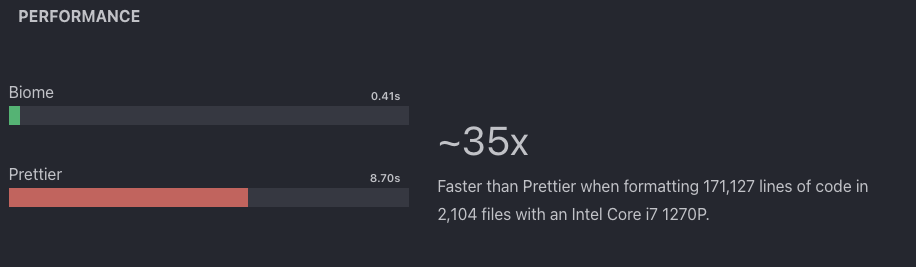 PERFORMANCE
Biome
0.41s
Prettier
8.70s
~35x
Faster than Prettier when formatting 171,127 lines of code in
2,104 files with an Intel Core i7 1270P.